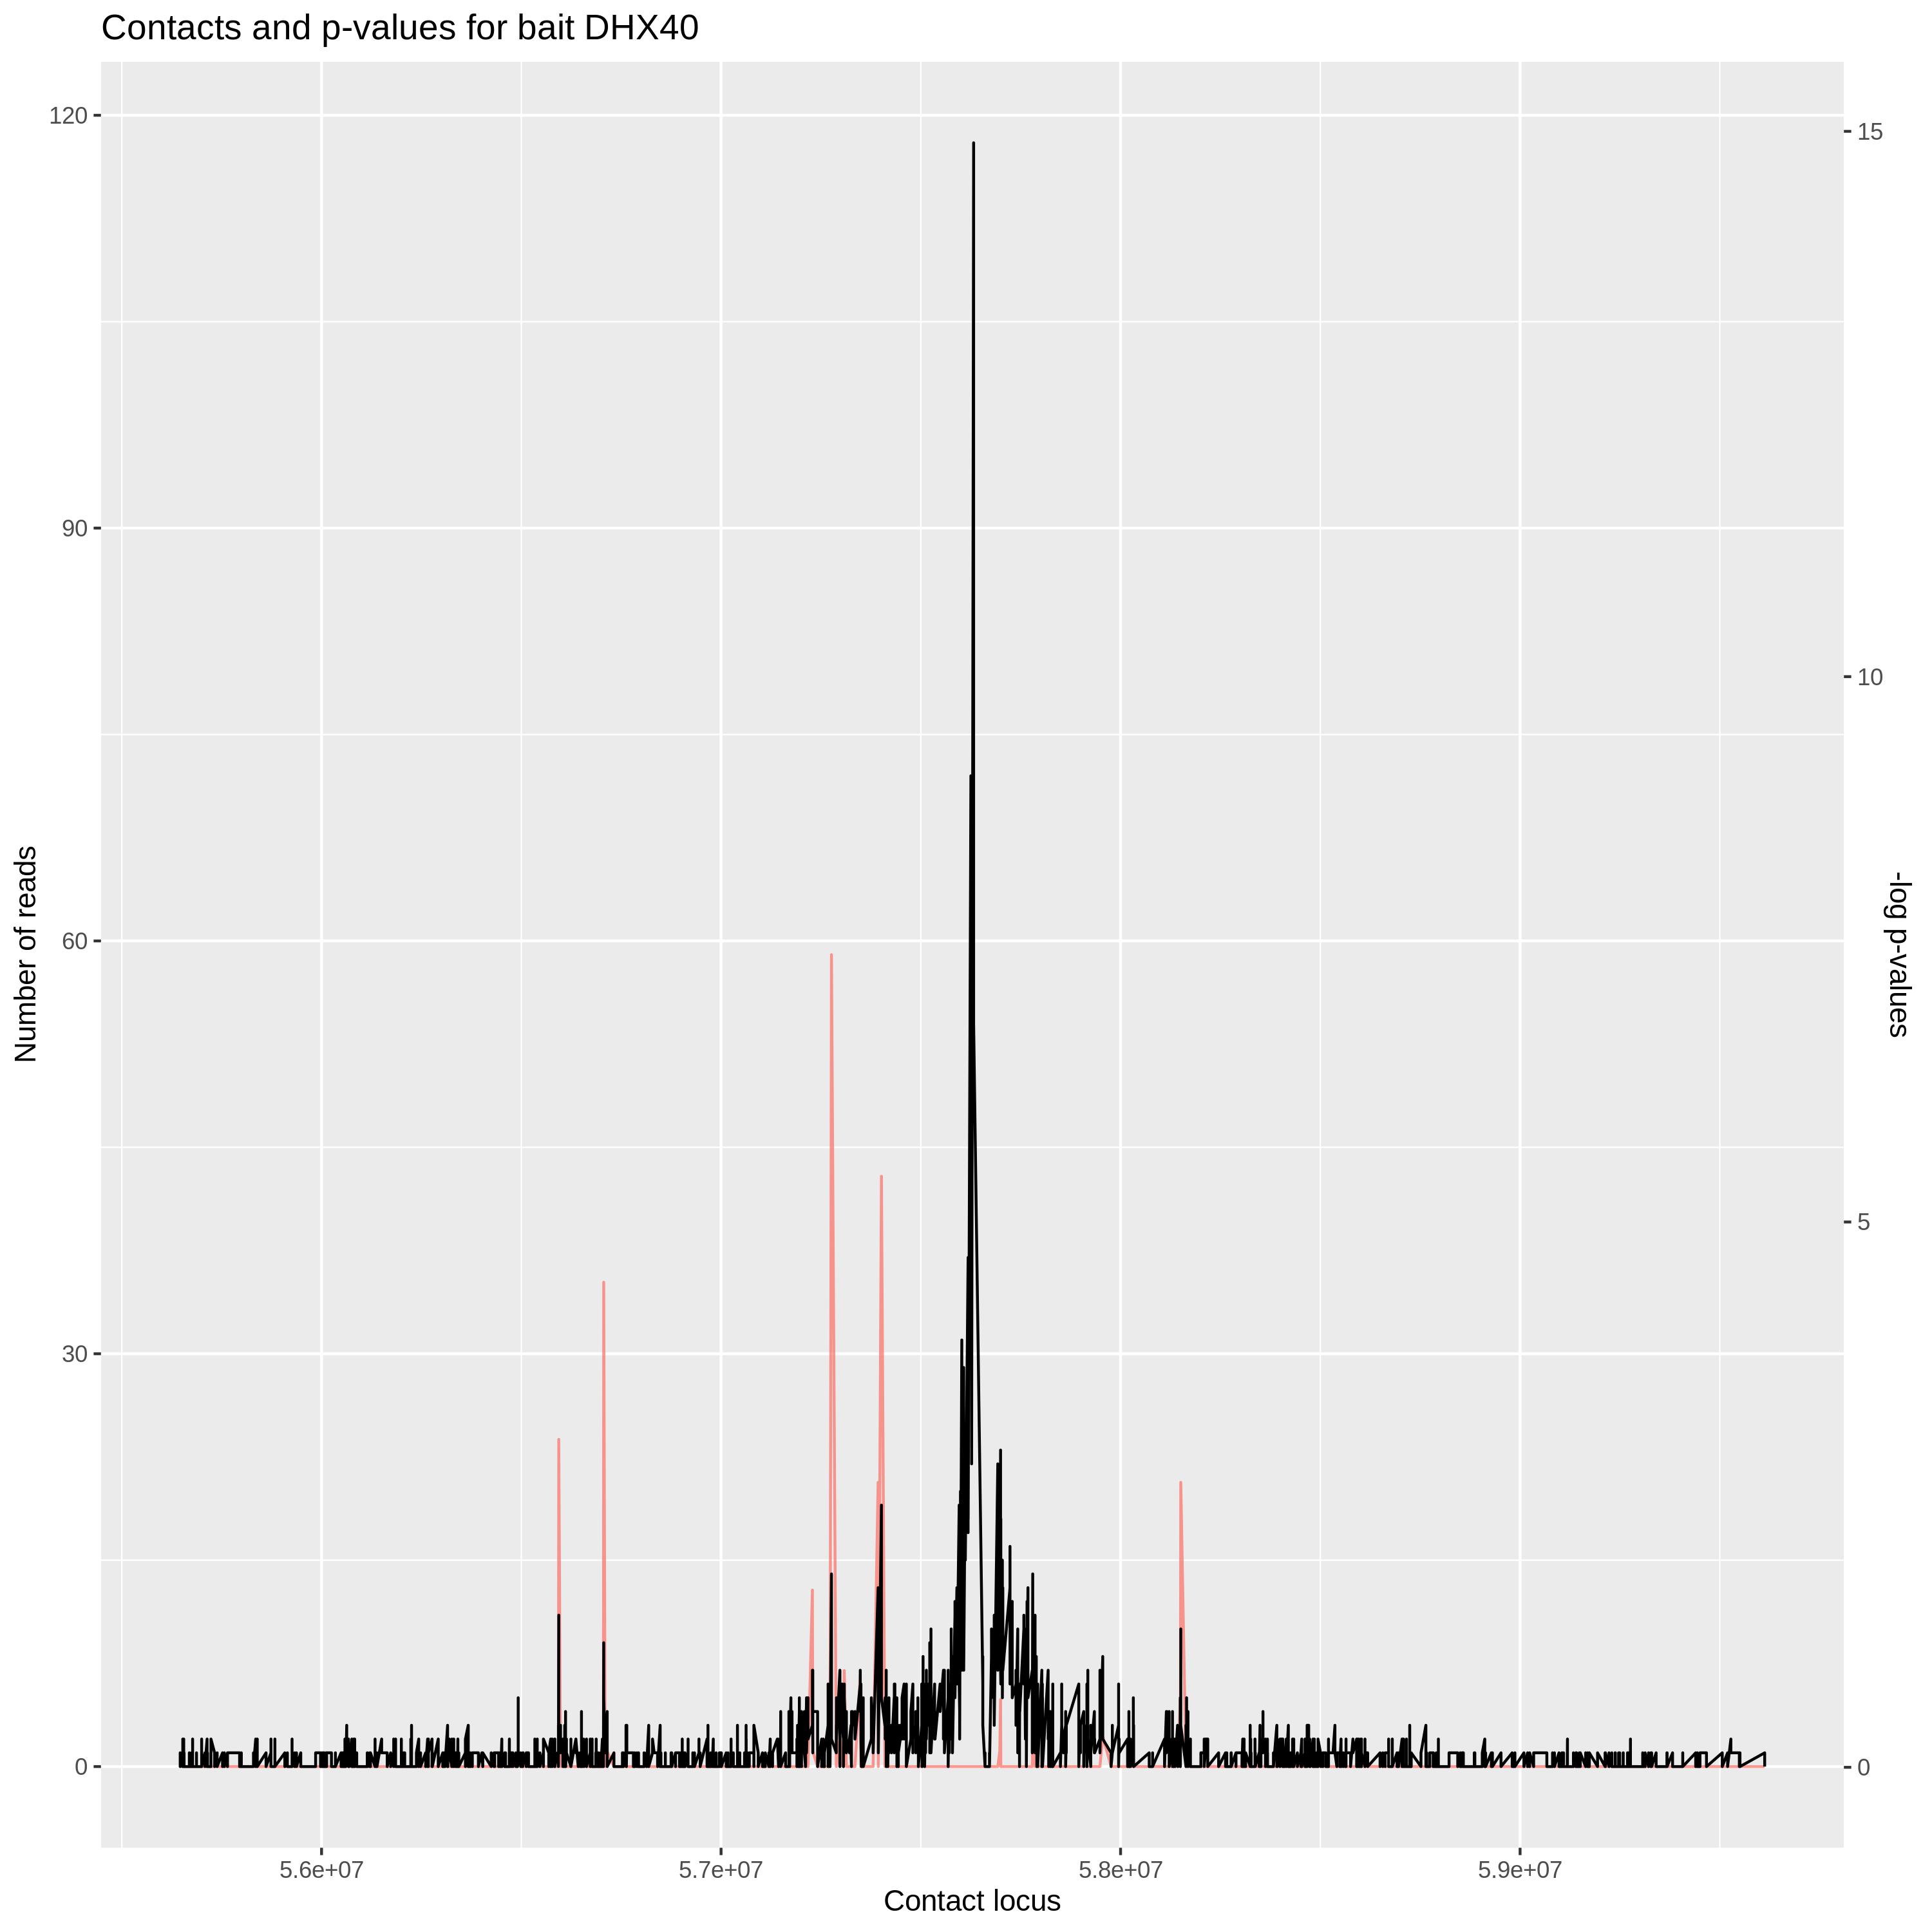 Contacts and p-values for bait DHX40
120
90
60
30
0
Number of reads
15
10
5
0
-log p-values
5.6e+07
5.7e+07
5.8e+07
5.9e+07
Contact locus